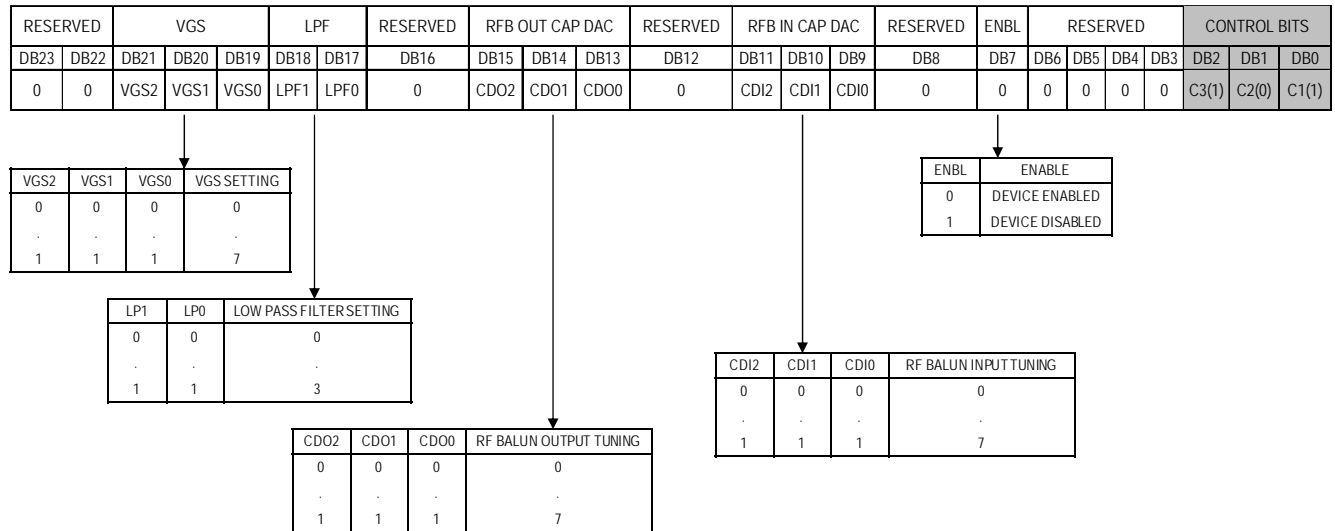 RESERVED VGS LPF RESERVED RFB OUT CAP DAC RESERVED RFB IN CAP DAC RESERVED ENBL RESERVED CONTROL BITS
DB23 DB22 DB21 DB20 DB19 DB18 DB17 DB16 DB15 DB14 DB13 DB12 DB11 DB10 DB9 DB8 DB7 DB6 DB5 DB4 DB3 DB2 DB1 DB0
0 0 VGS2 VGS1 VGS0 LPF1 LPF0 0 CDO2 CDO1 CDO0 0 CDI2 CDI1 CDI0 0 0 0 0 0 0 C3(1) C2(0) C1(1)
VGS2 VGS1 VGS0 VGS SETTING
0 0 0 0
. . . .
1 1 1 7
ENBL ENABLE
0 DEVICE ENABLED
1 DEVICE DISABLED
LP1 LP0 LOW PASS FILTER SETTING
0 0 0
. . .
1 1 3
CDI2 CDI1 CDI0 RF BALUN INPUT TUNING
0 0 0 0
. . . .
1 1 1 7
CDO2 CDO1 CDO0 RF BALUN OUTPUT TUNING
0 0 0 0
. . . .
1 1 1 7